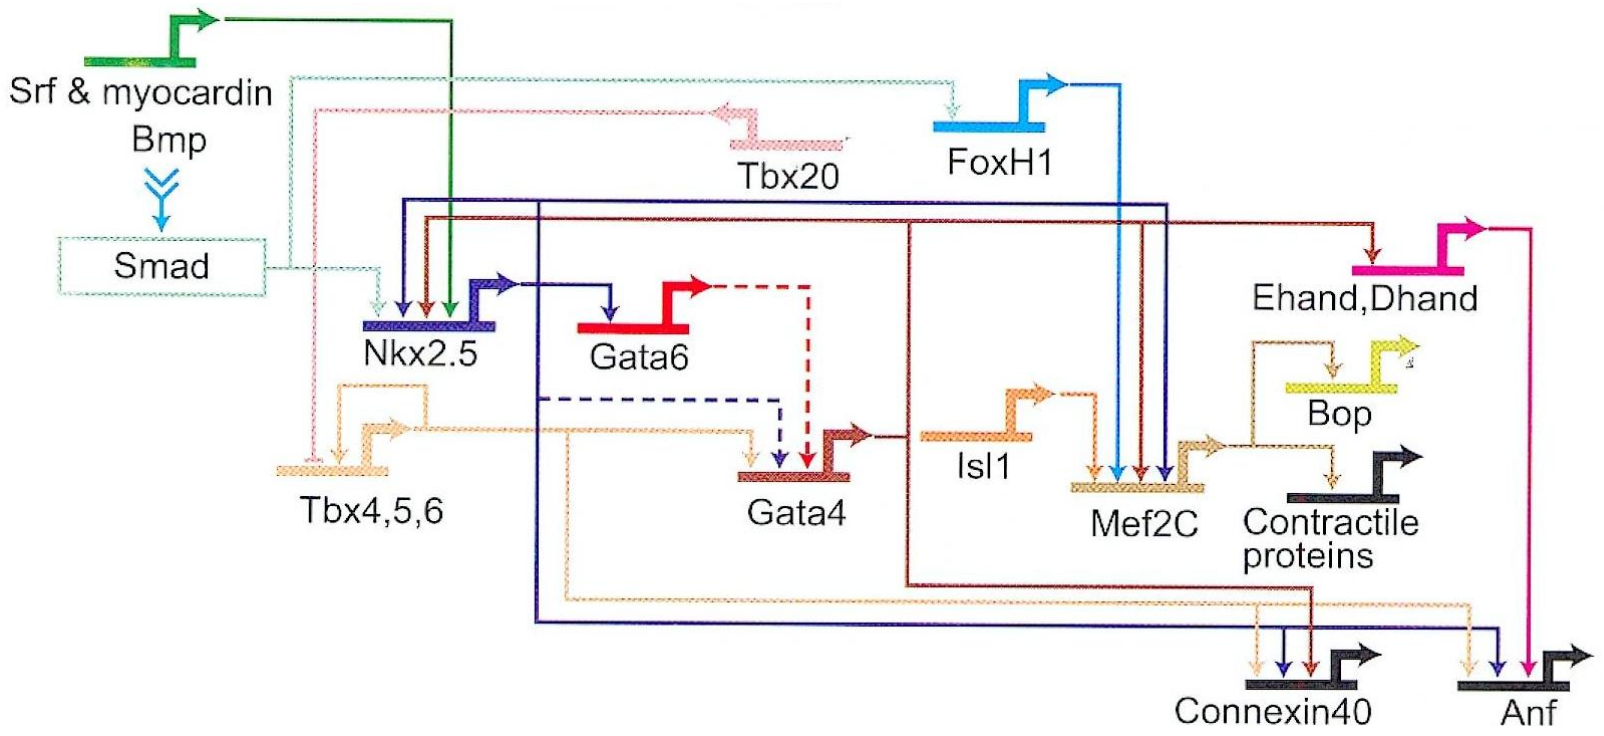 Srf & myocardin
Bmp
Smad
Tbx20
FoxH1
Ehand,Dhand
Nkx2.5
Gata6
Bop
Isl1
Tbx4,5,6
Gata4
Mef2C
Contractile
proteins
Connexin40
Anf